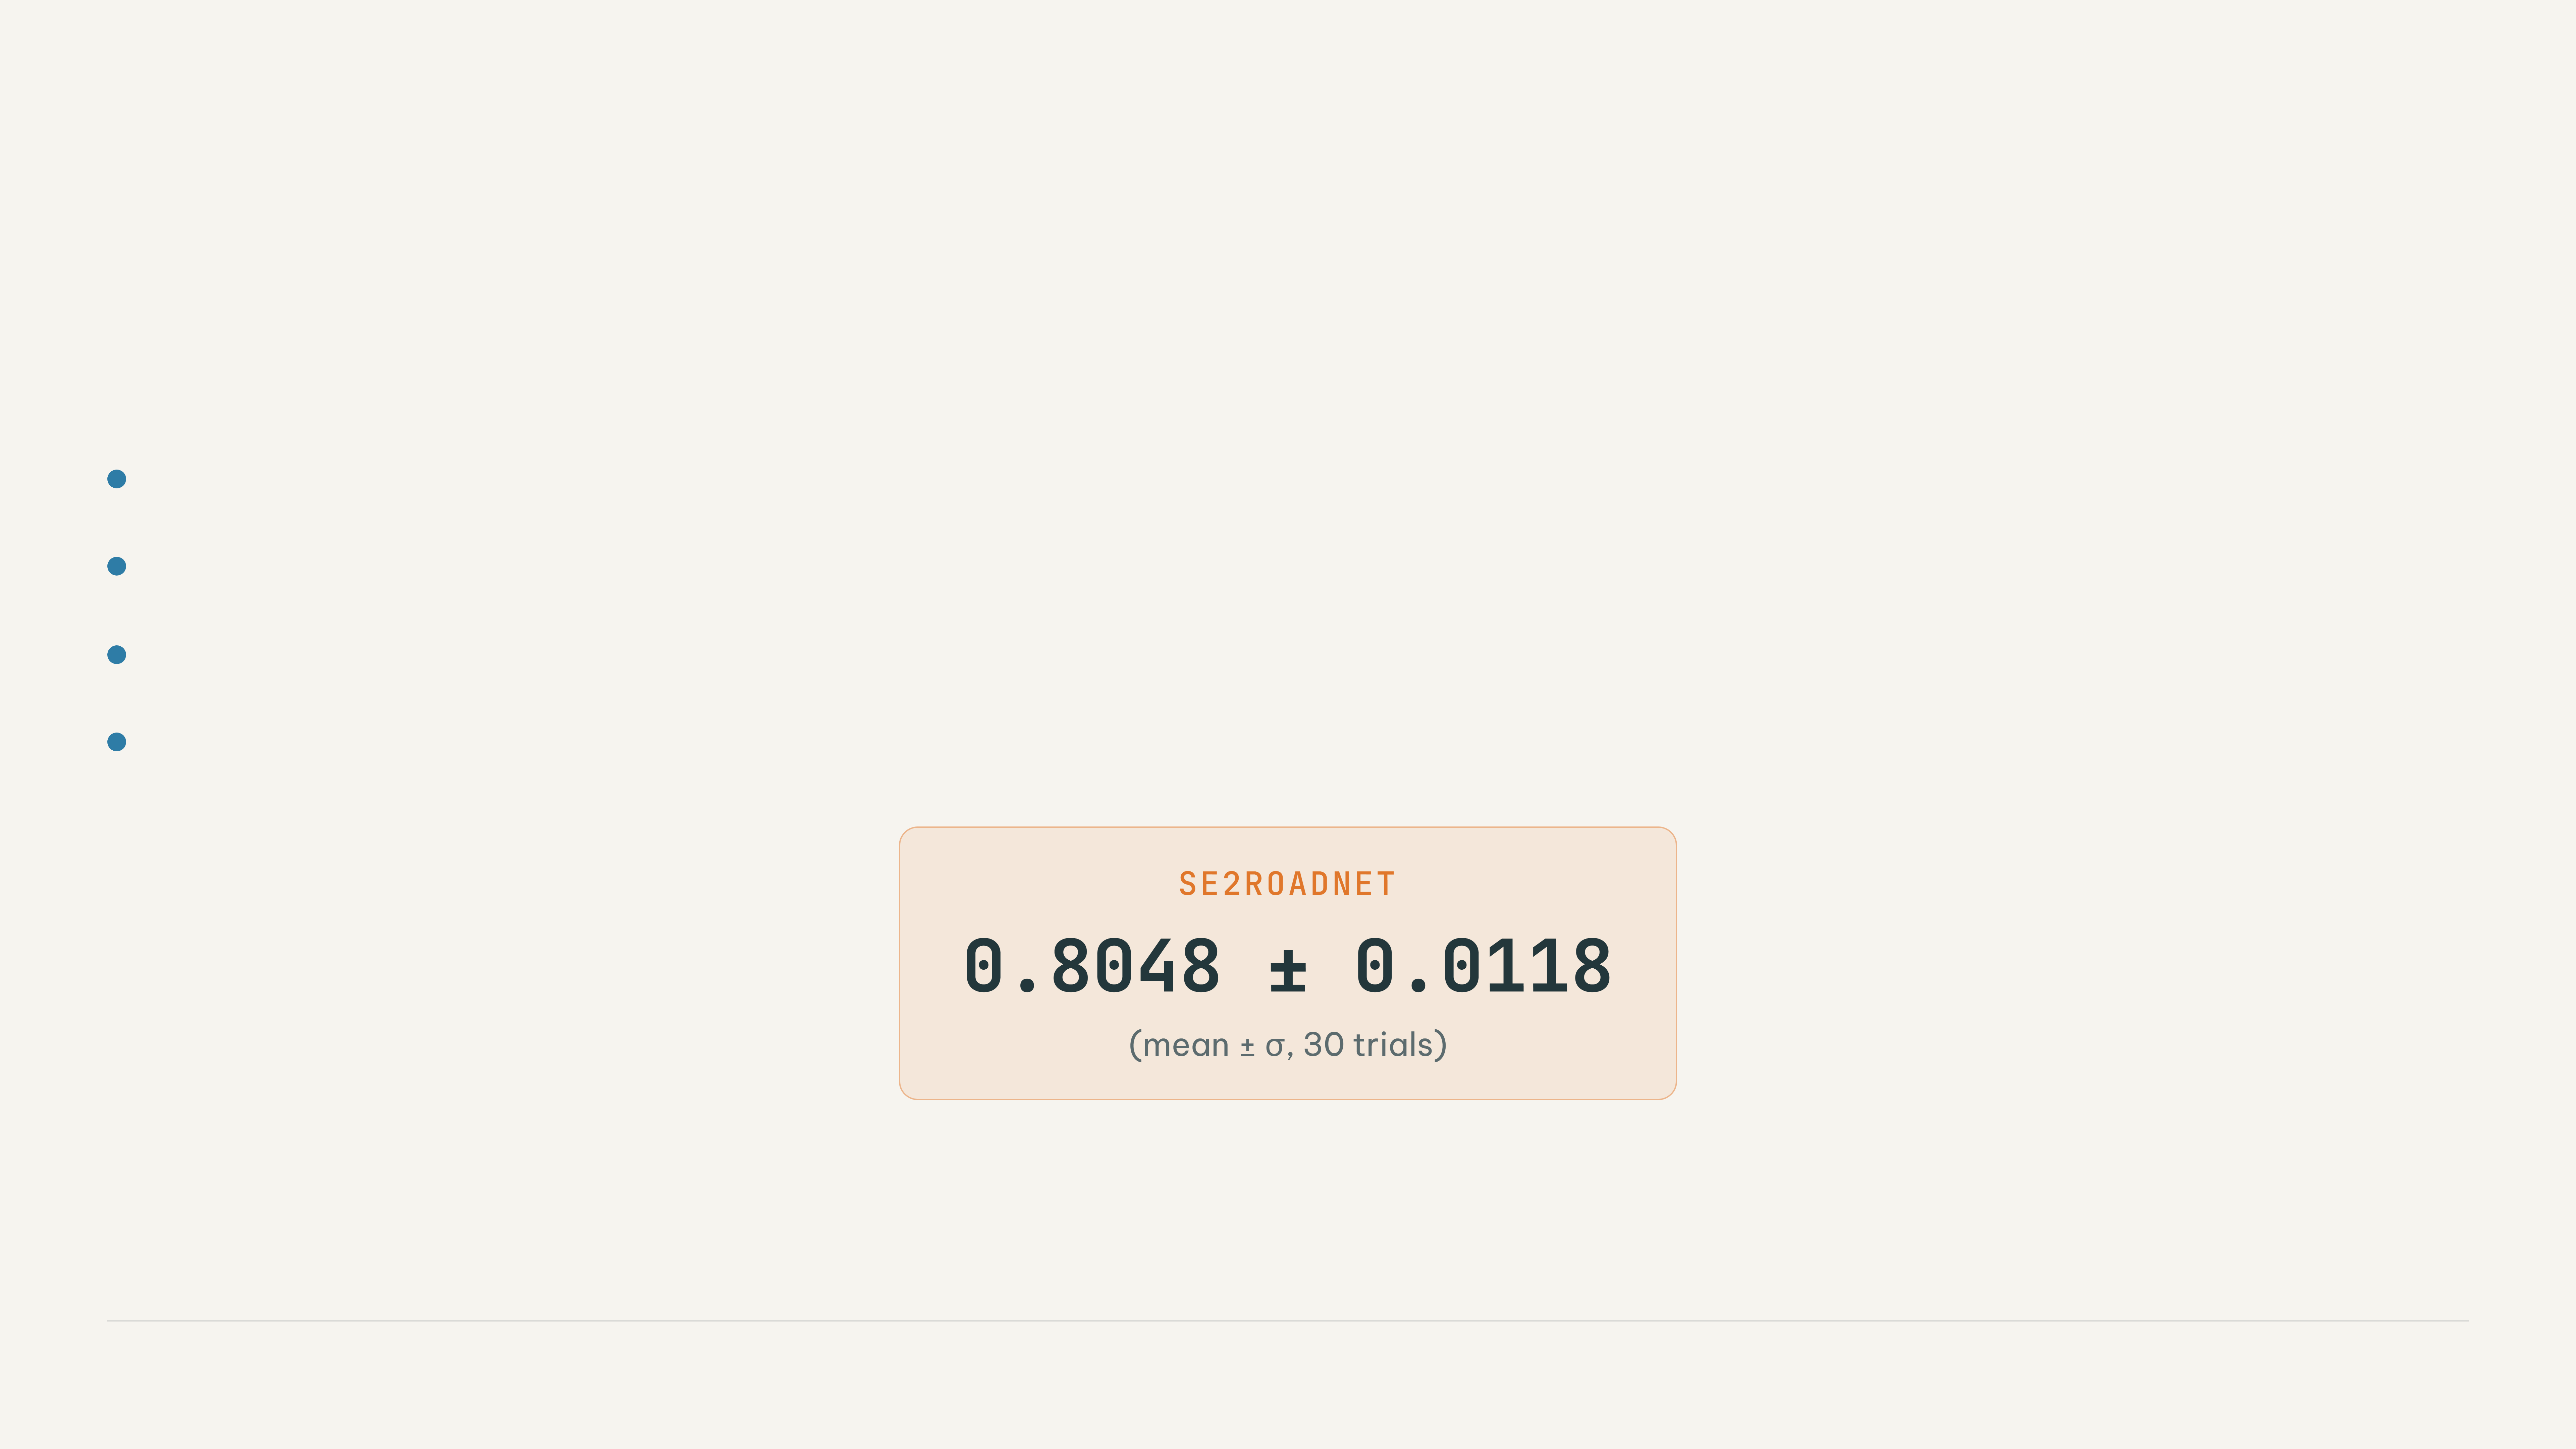 SE2ROADNET
0.8048 ± 0.0118
(mean ± σ, 30 trials)